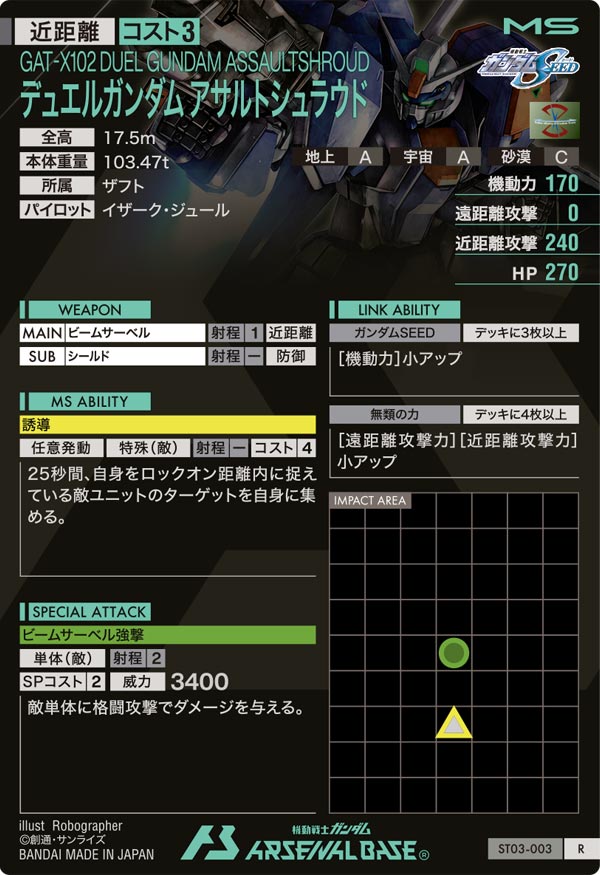 近距離 コスト3 MS
GAT-X102 DUEL GUNDAM ASSAULTSHROUD
デュエルガンダム アサルトシュラウド
機動戦士
ガンダムSEED
全高 17.5m
本体重量 103.47t
所属 ザフト
パイロット イザーク・ジュール
地上 A 宇宙 A 砂漠 C
機動力 170
遠距離攻撃 0
近距離攻撃 240
HP 270
WEAPON
MAIN ビームサーベル 射程 1 近距離
SUB シールド 射程 ー 防御
MS ABILITY
誘導
任意発動 特殊(敵) 射程 ー コスト 4
25秒間、自身をロックオン距離内に捉え
ている敵ユニットのターゲットを自身に集
める。
SPECIAL ATTACK
ビームサーベル強撃
単体(敵) 射程 2
SPコスト 2 威力 3400
敵単体に格闘攻撃でダメージを与える。
LINK ABILITY
ガンダムSEED デッキに3枚以上
[機動力]小アップ
無類の力 デッキに4枚以上
[遠距離攻撃力][近距離攻撃力]
小アップ
IMPACT AREA
illust Robographer
©創通・サンライズ
BANDAI MADE IN JAPAN
機動戦士ガンダム
ARSENAL BASE®
ST03-003 R